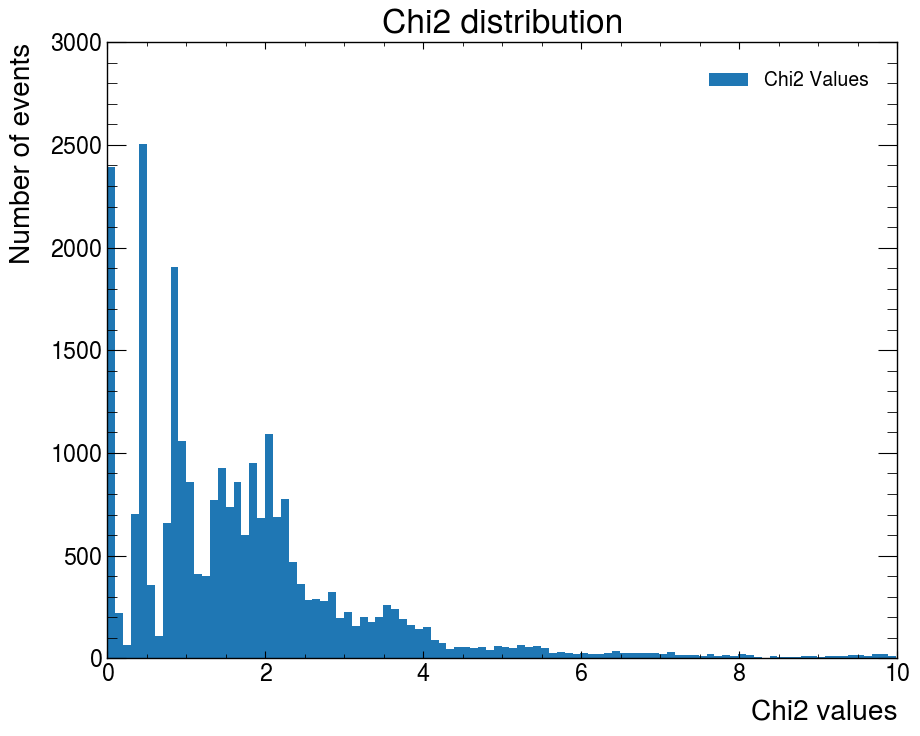 Chi2 distribution
Number of events
3000
2500
2000
1500
1000
500
0
Chi2 Values
0 2 4 6 8 10
Chi2 values